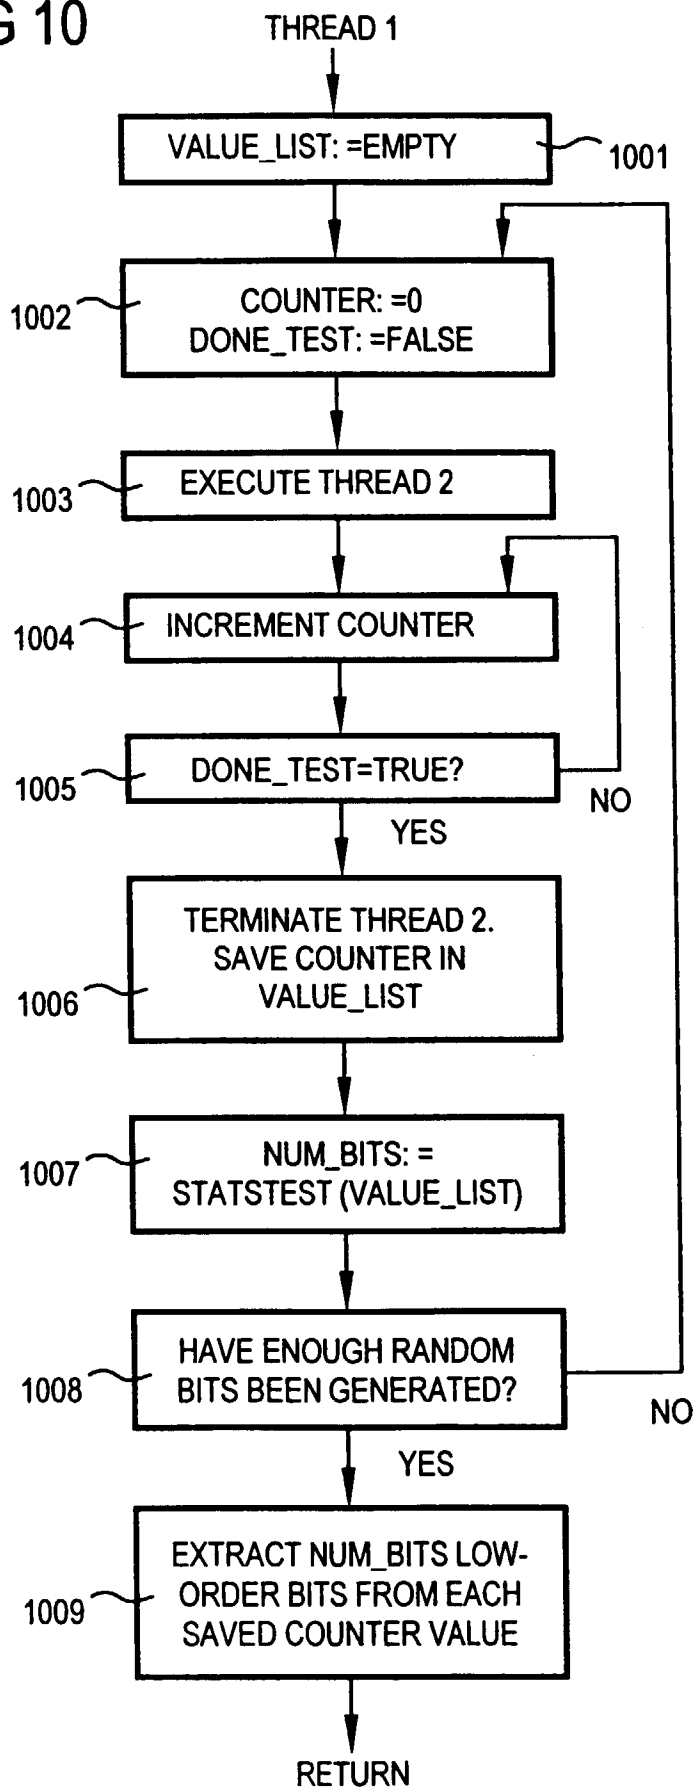 G 10
THREAD 1
VALUE_LIST: =EMPTY
1001
COUNTER: =0
DONE_TEST: =FALSE
1002
EXECUTE THREAD 2
1003
INCREMENT COUNTER
1004
DONE_TEST=TRUE?
1005
NO
YES
TERMINATE THREAD 2.
SAVE COUNTER IN
VALUE_LIST
1006
NUM_BITS: =
STATSTEST (VALUE_LIST)
1007
HAVE ENOUGH RANDOM
BITS BEEN GENERATED?
1008
NO
YES
EXTRACT NUM_BITS LOW-
ORDER BITS FROM EACH
SAVED COUNTER VALUE
1009
RETURN